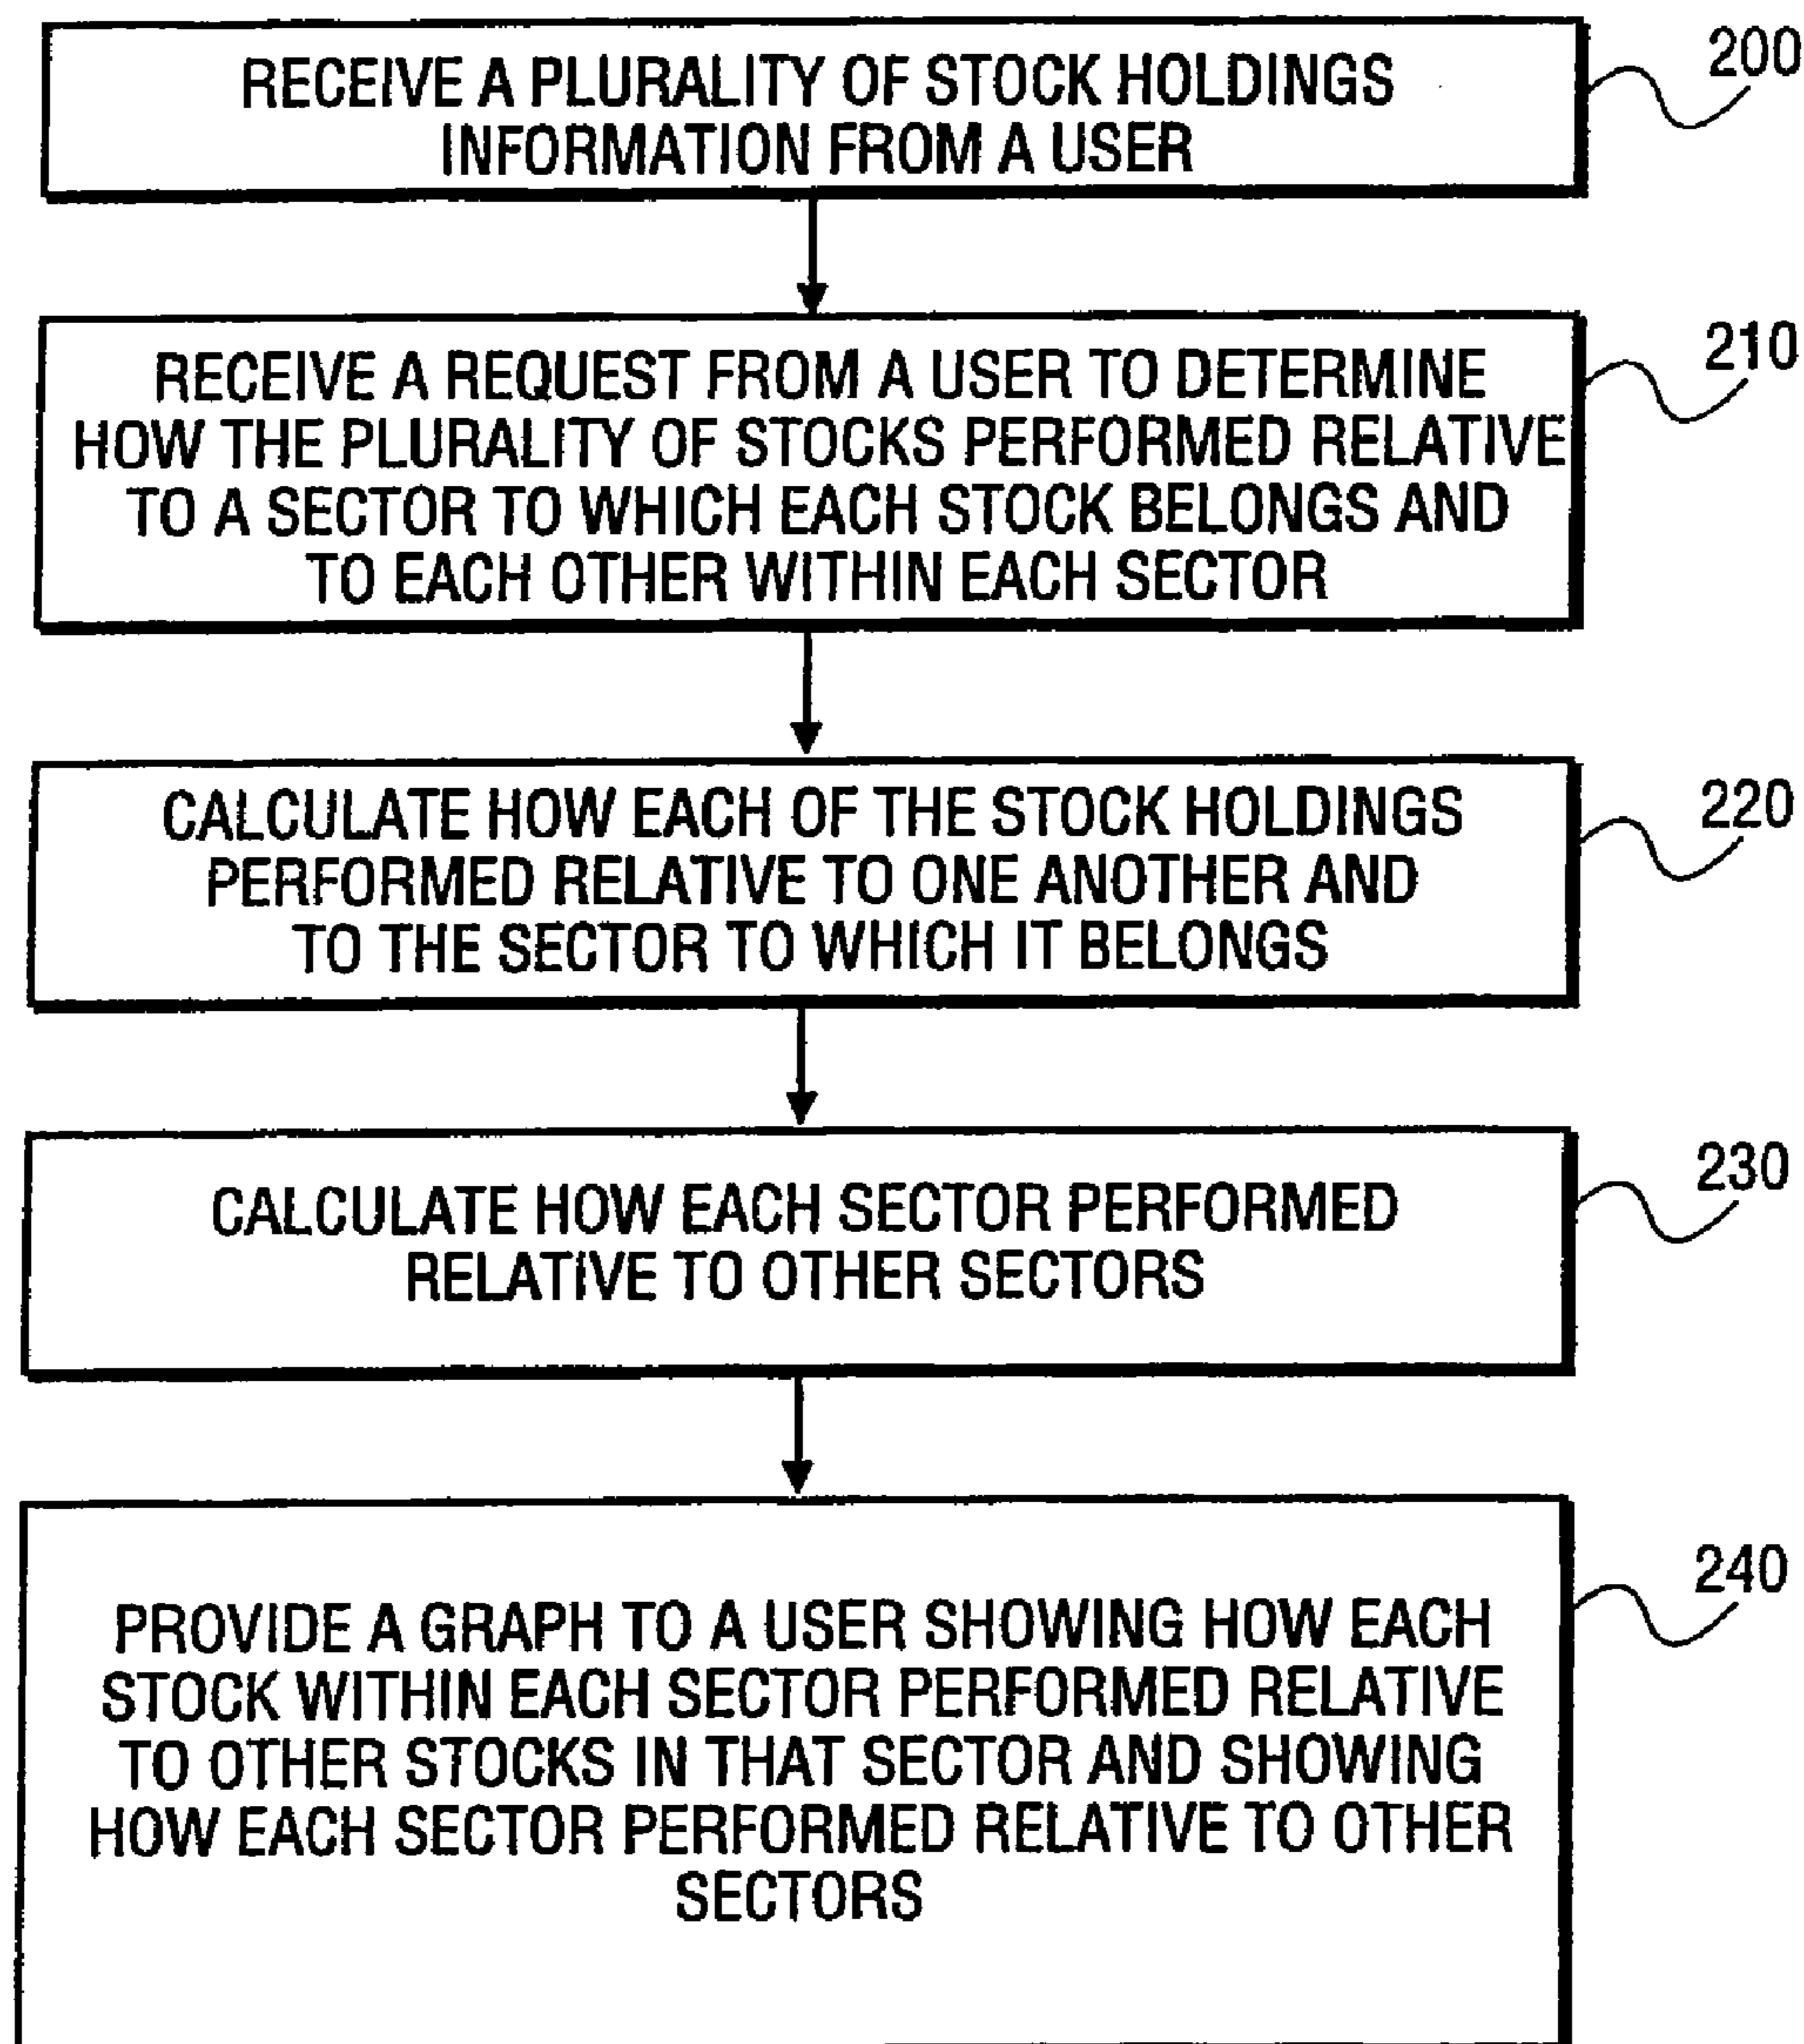 RECEIVE A PLURALITY OF STOCK HOLDINGS
INFORMATION FROM A USER
200
RECEIVE A REQUEST FROM A USER TO DETERMINE
HOW THE PLURALITY OF STOCKS PERFORMED RELATIVE
TO A SECTOR TO WHICH EACH STOCK BELONGS AND
TO EACH OTHER WITHIN EACH SECTOR
210
CALCULATE HOW EACH OF THE STOCK HOLDINGS
PERFORMED RELATIVE TO ONE ANOTHER AND
TO THE SECTOR TO WHICH IT BELONGS
220
CALCULATE HOW EACH SECTOR PERFORMED
RELATIVE TO OTHER SECTORS
230
PROVIDE A GRAPH TO A USER SHOWING HOW EACH
STOCK WITHIN EACH SECTOR PERFORMED RELATIVE
TO OTHER STOCKS IN THAT SECTOR AND SHOWING
HOW EACH SECTOR PERFORMED RELATIVE TO OTHER
SECTORS
240